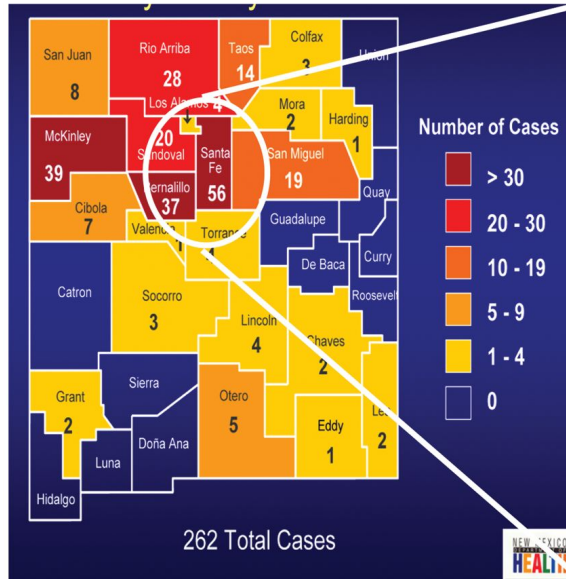 San Juan
8
Rio Arriba
28
Taos
14
Colfax
3
Union
Los Alamos
4
Mora
2
Harding
1
McKinley
39
20
Sandoval
Santa
Fe
56
San Miguel
19
Bernalillo
37
Quay
Cibola
7
Valencia
1
Torrance
1
Guadalupe
Curry
De Baca
Roosevelt
Catron
Socorro
3
Lincoln
4
Chaves
2
Grant
2
Sierra
Otero
5
Lea
2
Eddy
1
Doña Ana
Luna
Hidalgo
Number of Cases
> 30
20 - 30
10 - 19
5 - 9
1 - 4
0
262 Total Cases
NEW MEXICO
DEPARTMENT OF
HEALTH